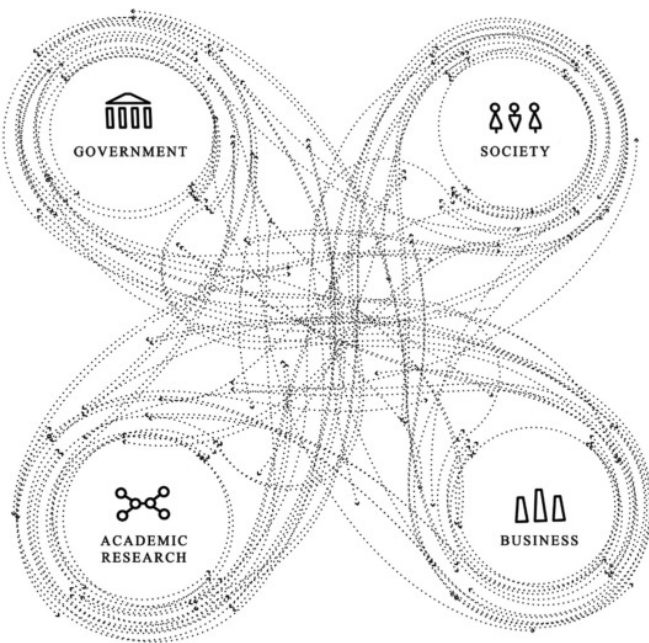 GOVERNMENT
SOCIETY
ACADEMIC
RESEARCH
BUSINESS